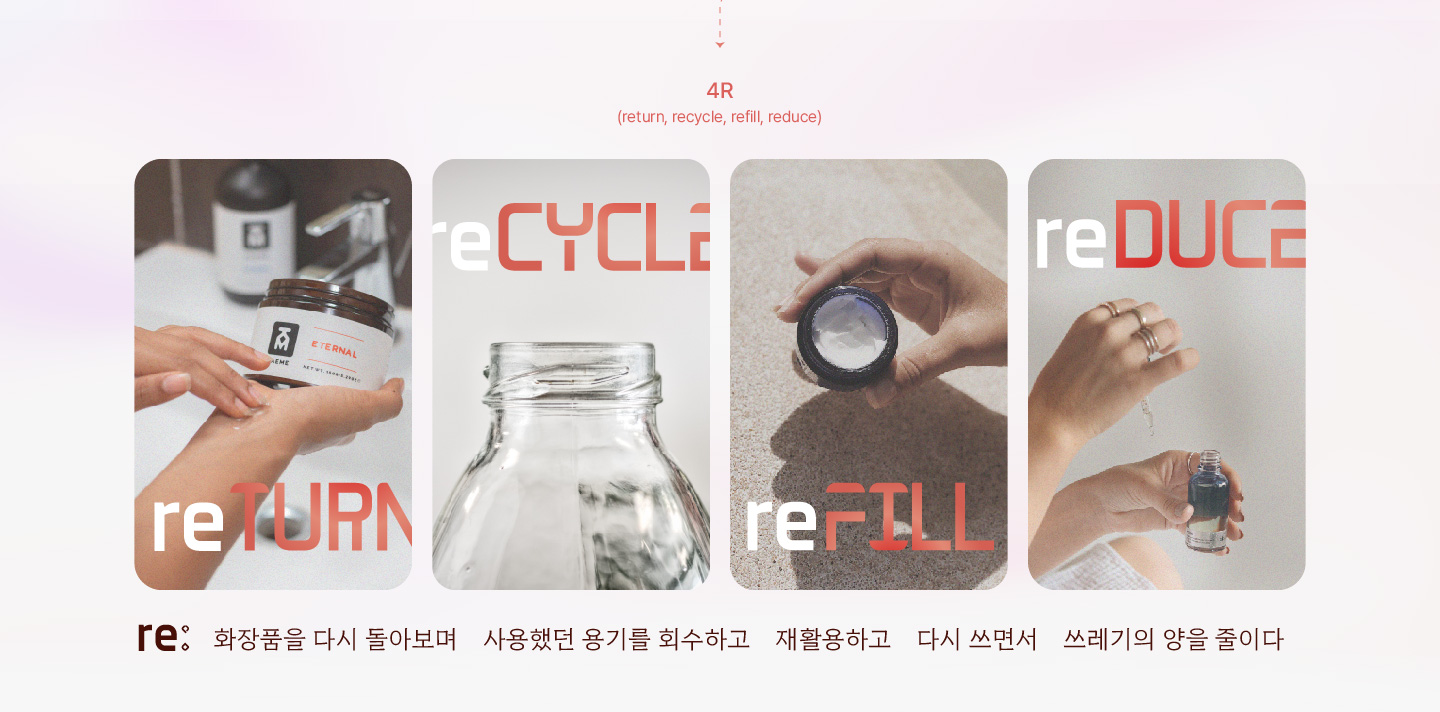 4R
(return, recycle, refill, reduce)
ETERNAL
reTURN
reCYCLE
reFILL
reDUCE
re: 화장품을 다시 돌아보며 사용했던 용기를 회수하고 재활용하고 다시 쓰면서 쓰레기의 양을 줄이다